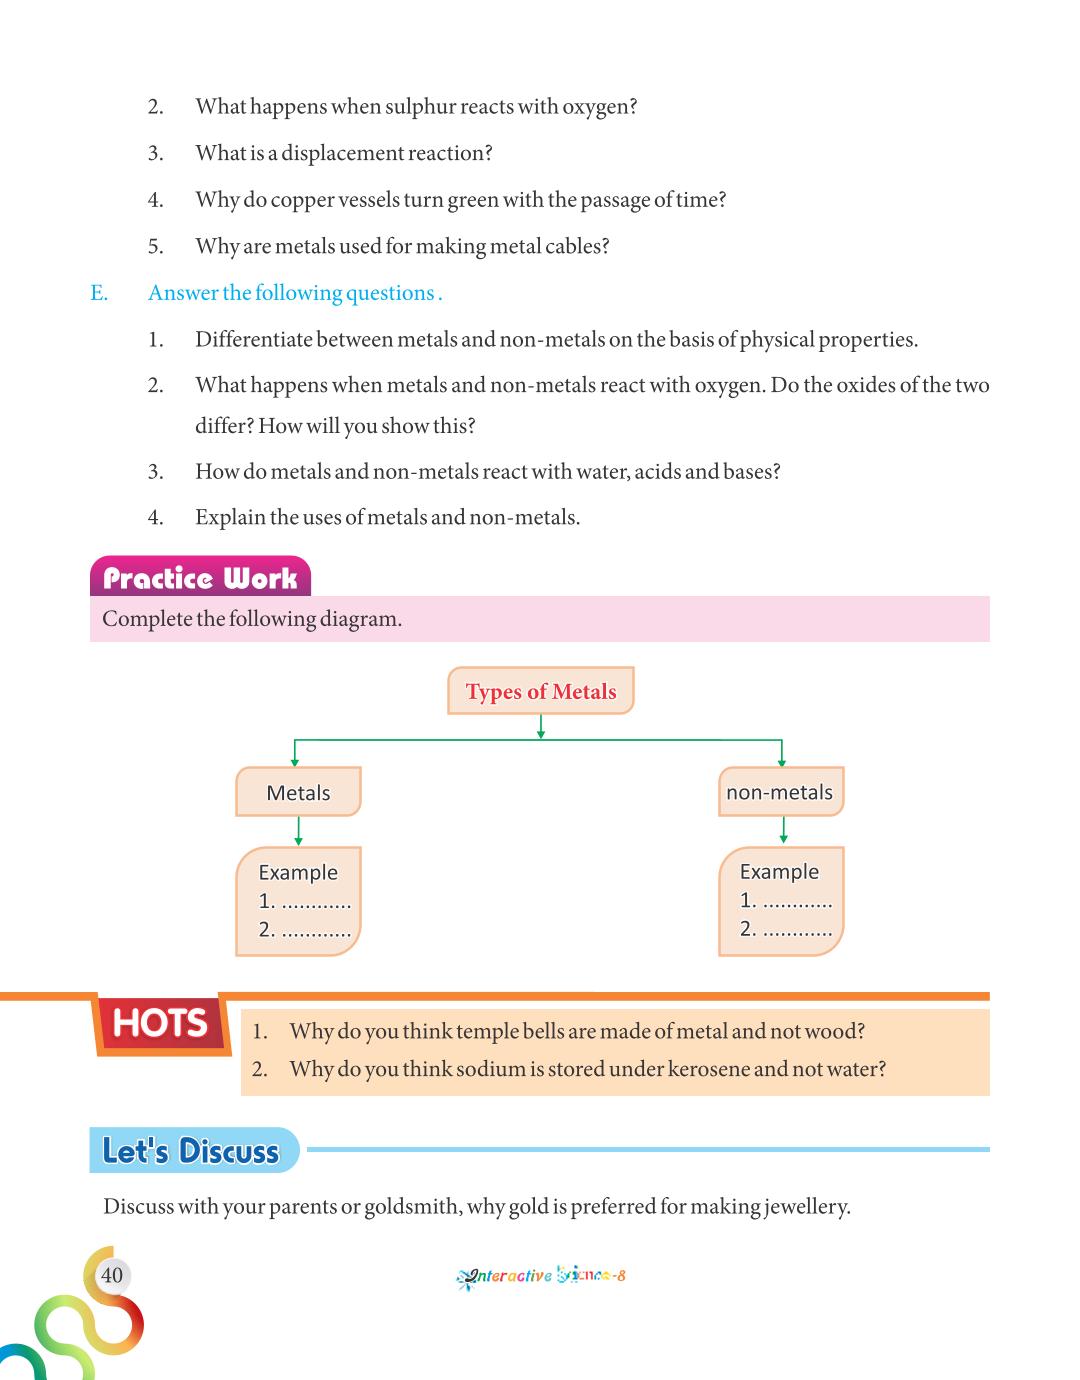 2. What happens when sulphur reacts with oxygen?
3. What is a displacement reaction?
4. Why do copper vessels turn green with the passage of time?
5. Why are metals used for making metal cables?
E. Answer the following questions .
1. Differentiate between metals and non-metals on the basis of physical properties.
2. What happens when metals and non-metals react with oxygen. Do the oxides of the two
differ? How will you show this?
3. How do metals and non-metals react with water, acids and bases?
4. Explain the uses of metals and non-metals.
Practice Work
Complete the following diagram.
Types of Metals
Metals
non-metals
Example
1. ............
2. ............
Example
1. ............
2. ............
HOTS
1. Why do you think temple bells are made of metal and not wood?
2. Why do you think sodium is stored under kerosene and not water?
Let's Discuss
Discuss with your parents or goldsmith, why gold is preferred for making jewellery.
40
Interactive Science-8